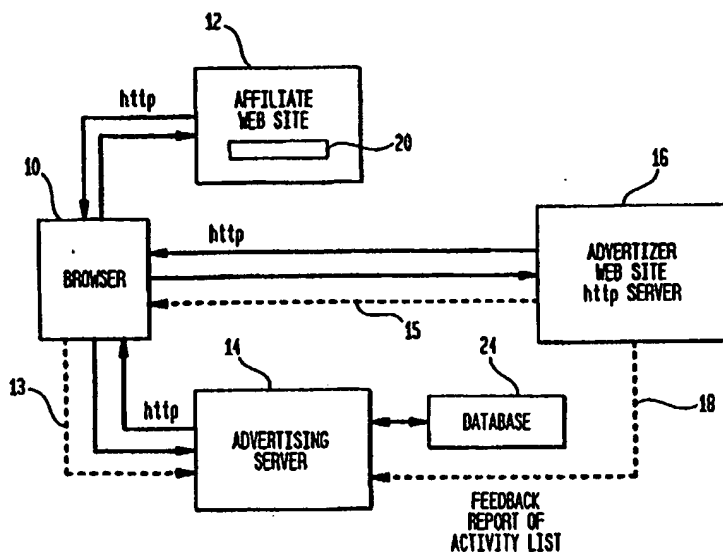 12
http
AFFILIATE
WEB SITE
20
10
16
BROWSER
http
ADVERTIZER
WEB SITE
http SERVER
15
14
24
13
http
ADVERTISING
SERVER
DATABASE
18
FEEDBACK
REPORT OF
ACTIVITY LIST